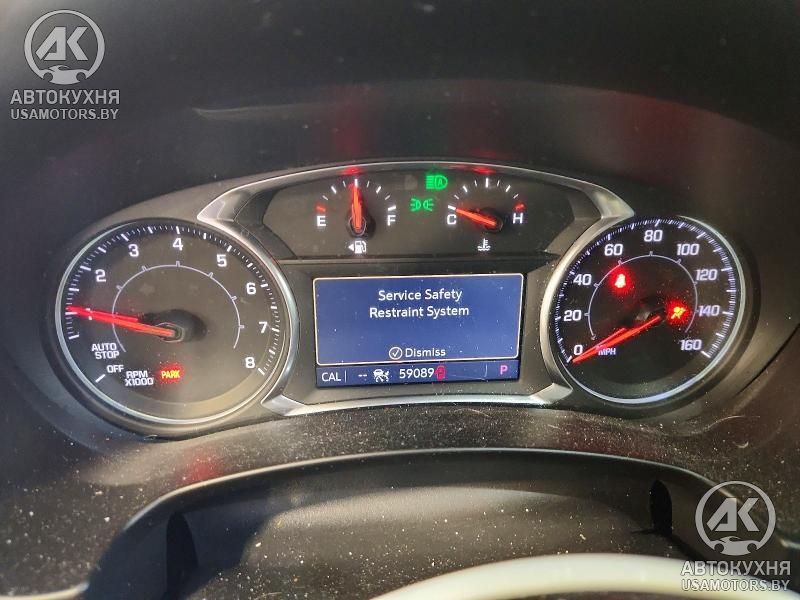 АК
АВТОКУХНЯ
USAMOTORS.BY
E F
C H
1 2 3 4 5 6 7 8
AUTO STOP
OFF
RPM X1000
PARK
Service Safety
Restraint System
Dismiss
CAL -- 59089 P
0 20 40 60 80 100 120 140 160
MPH
АК
АВТОКУХНЯ
USAMOTORS.BY